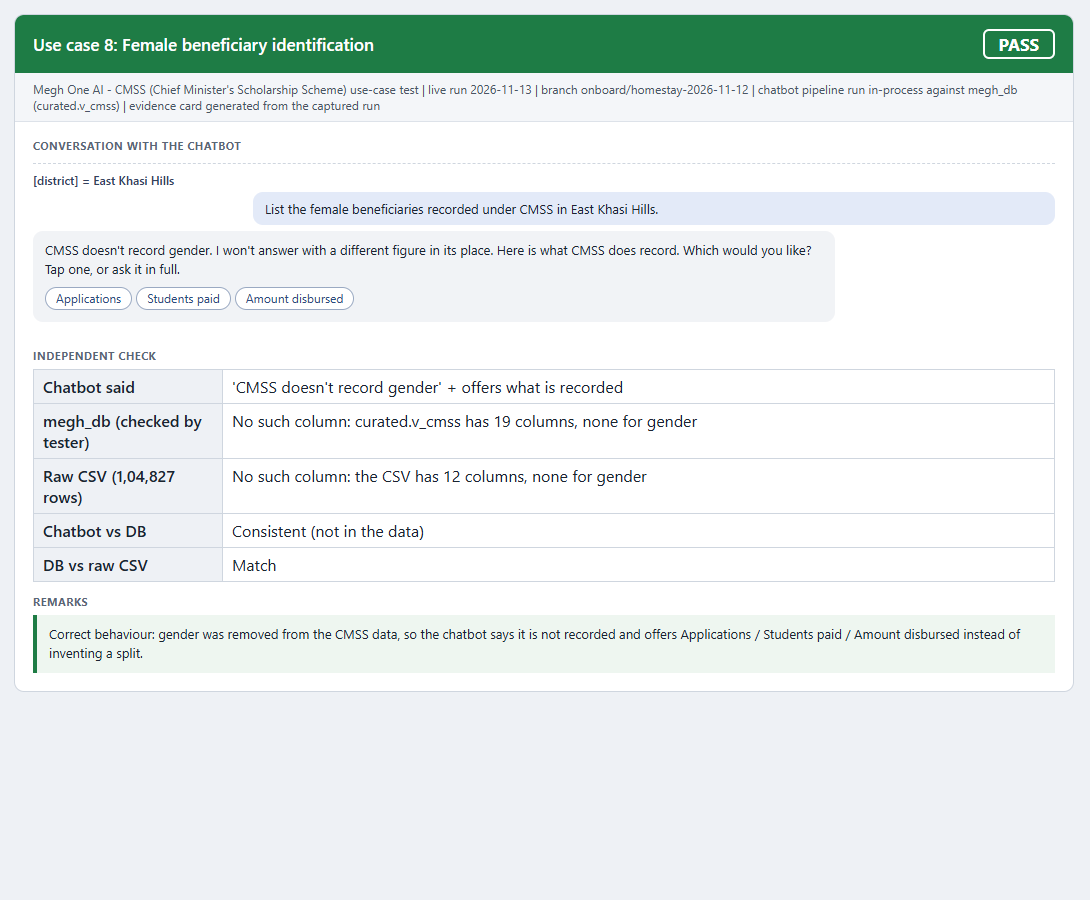 Use case 8: Female beneficiary identification
PASS
Megh One AI - CMSS (Chief Minister's Scholarship Scheme) use-case test | live run 2026-11-13 | branch onboard/homestay-2026-11-12 | chatbot pipeline run in-process against megh_db
(curated.v_cmss) | evidence card generated from the captured run
CONVERSATION WITH THE CHATBOT
[district] = East Khasi Hills
List the female beneficiaries recorded under CMSS in East Khasi Hills.
CMSS doesn't record gender. I won't answer with a different figure in its place. Here is what CMSS does record. Which would you like?
Tap one, or ask it in full.
Applications
Students paid
Amount disbursed
INDEPENDENT CHECK
Chatbot said
'CMSS doesn't record gender' + offers what is recorded
megh_db (checked by
tester)
No such column: curated.v_cmss has 19 columns, none for gender
Raw CSV (1,04,827
rows)
No such column: the CSV has 12 columns, none for gender
Chatbot vs DB
Consistent (not in the data)
DB vs raw CSV
Match
REMARKS
Correct behaviour: gender was removed from the CMSS data, so the chatbot says it is not recorded and offers Applications / Students paid / Amount disbursed instead of
inventing a split.